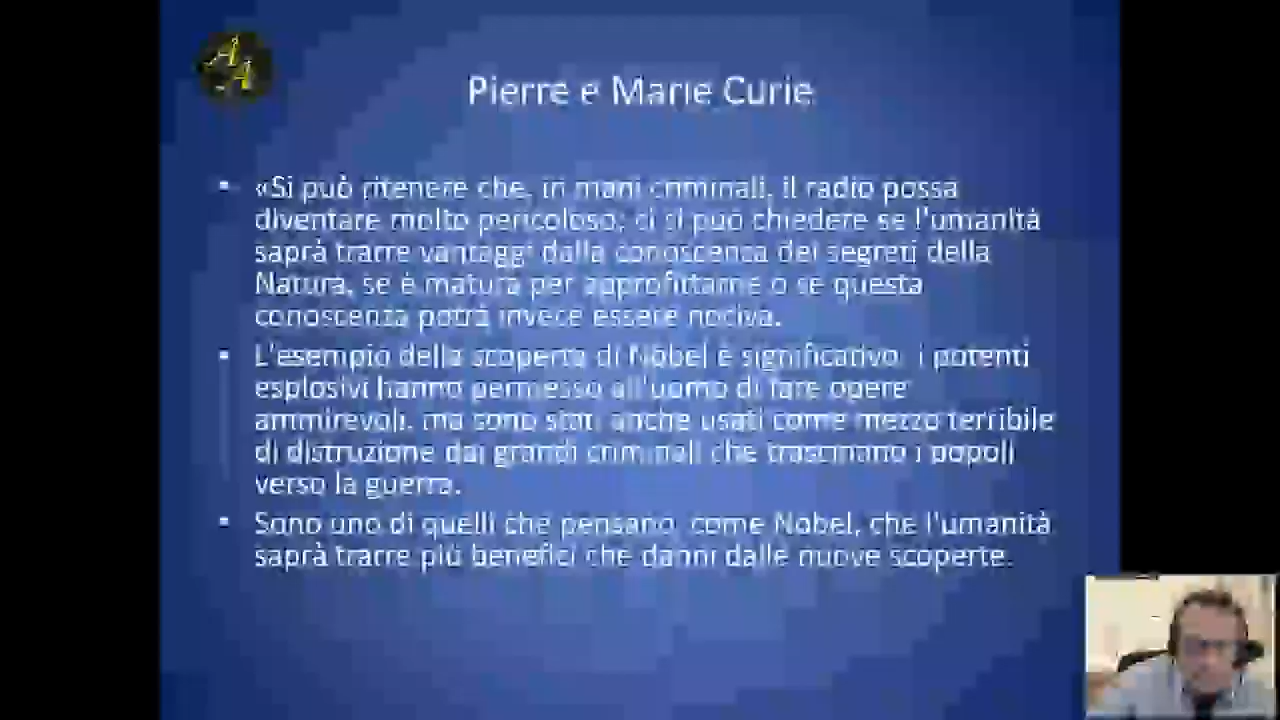 A A
Pierre e Marie Curie
«Si può ritenere che, in mani criminali, il radio possa
diventare molto pericoloso; ci si può chiedere se l'umanità
saprà trarre vantaggi dalla conoscenza dei segreti della
Natura, se è matura per approfittarne o se questa
conoscenza potrà invece essere nociva.
L'esempio della scoperta di Nobel è significativo: i potenti
esplosivi hanno permesso all'uomo di fare opere
ammirevoli, ma sono stati anche usati come mezzo terribile
di distruzione dai grandi criminali che trascinano i popoli
verso la guerra.
Sono uno di quelli che pensano, come Nobel, che l'umanità
saprà trarre più benefici che danni dalle nuove scoperte.